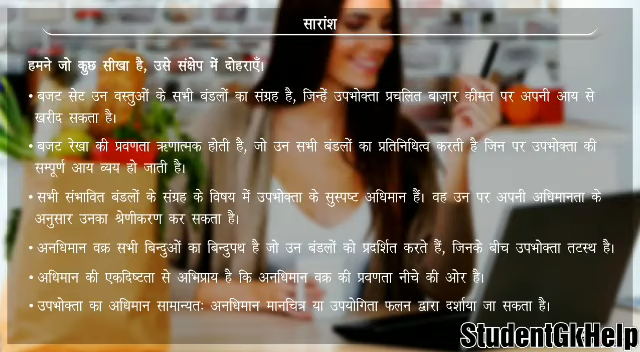 सारांश
हमने जो कुछ सीखा है, उसे संक्षेप में दोहराएँ।
• बजट सेट उन वस्तुओं के सभी बंडलों का संग्रह है, जिन्हें उपभोक्ता प्रचलित बाज़ार कीमत पर अपनी आय से
खरीद सकता है।
• बजट रेखा की प्रवणता ऋणात्मक होती है, जो उन सभी बंडलों का प्रतिनिधित्व करती है जिन पर उपभोक्ता की
सम्पूर्ण आय व्यय हो जाती है।
• सभी संभावित बंडलों के संग्रह के विषय में उपभोक्ता के सुस्पष्ट अधिमान हैं। वह उन पर अपनी अधिमानता के
अनुसार उनका श्रेणीकरण कर सकता है।
• अनधिमान वक्र सभी बिन्दुओं का बिन्दुपथ है जो उन बंडलों को प्रदर्शित करते हैं, जिनके बीच उपभोक्ता तटस्थ है।
• अधिमान की एकदिष्टता से अभिप्राय है कि अनधिमान वक्र की प्रवणता नीचे की ओर है।
• उपभोक्ता का अधिमान सामान्यतः अनधिमान मानचित्र या उपयोगिता फलन द्वारा दर्शाया जा सकता है।
StudentGkHelp